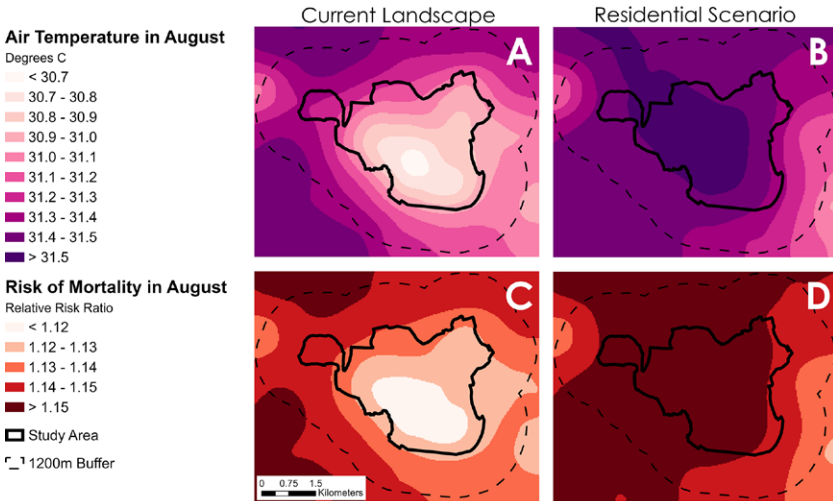 Current Landscape
Residential Scenario
Air Temperature in August
Degrees C
< 30.7
30.7 - 30.8
30.8 - 30.9
30.9 - 31.0
31.0 - 31.1
31.1 - 31.2
31.2 - 31.3
31.3 - 31.4
31.4 - 31.5
> 31.5
A
B
Risk of Mortality in August
Relative Risk Ratio
< 1.12
1.12 - 1.13
1.13 - 1.14
1.14 - 1.15
> 1.15
Study Area
1200m Buffer
C
D
0 0.75 1.5
Kilometers